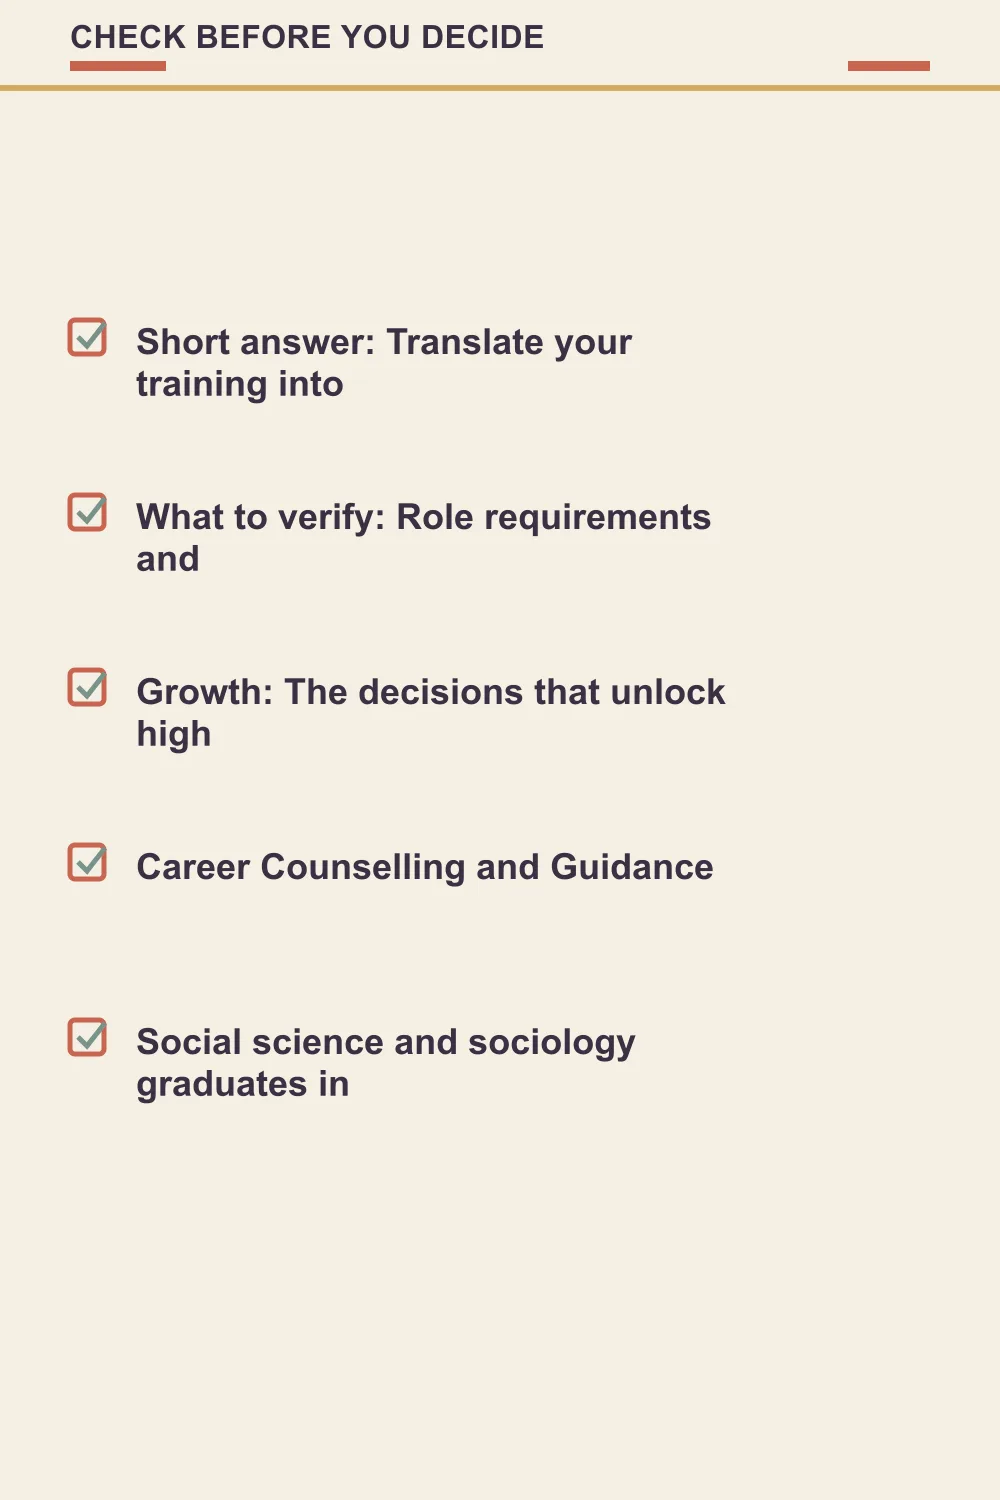 CHECK BEFORE YOU DECIDE
Short answer: Translate your
training into
What to verify: Role requirements
and
Growth: The decisions that unlock
high
Career Counselling and Guidance
Social science and sociology
graduates in